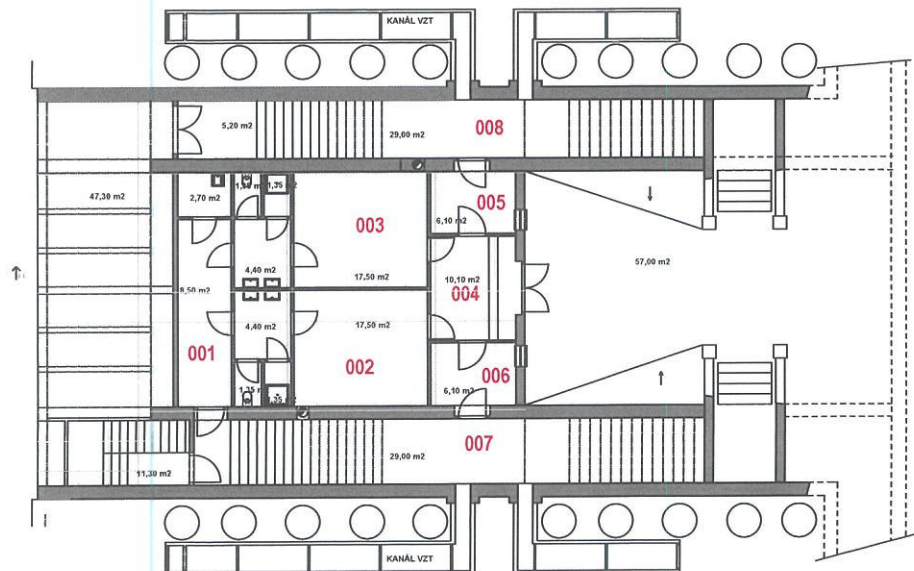 KANÁL VZT
5,20 m2
29,00 m2
008
47,30 m2
2,70 m2
1,35 m2
003
6,10 m2
005
4,40 m2
17,50 m2
10,10 m2
004
57,00 m2
8,50 m2
4,40 m2
17,50 m2
001
002
006
6,10 m2
29,00 m2
007
11,30 m2
KANÁL VZT